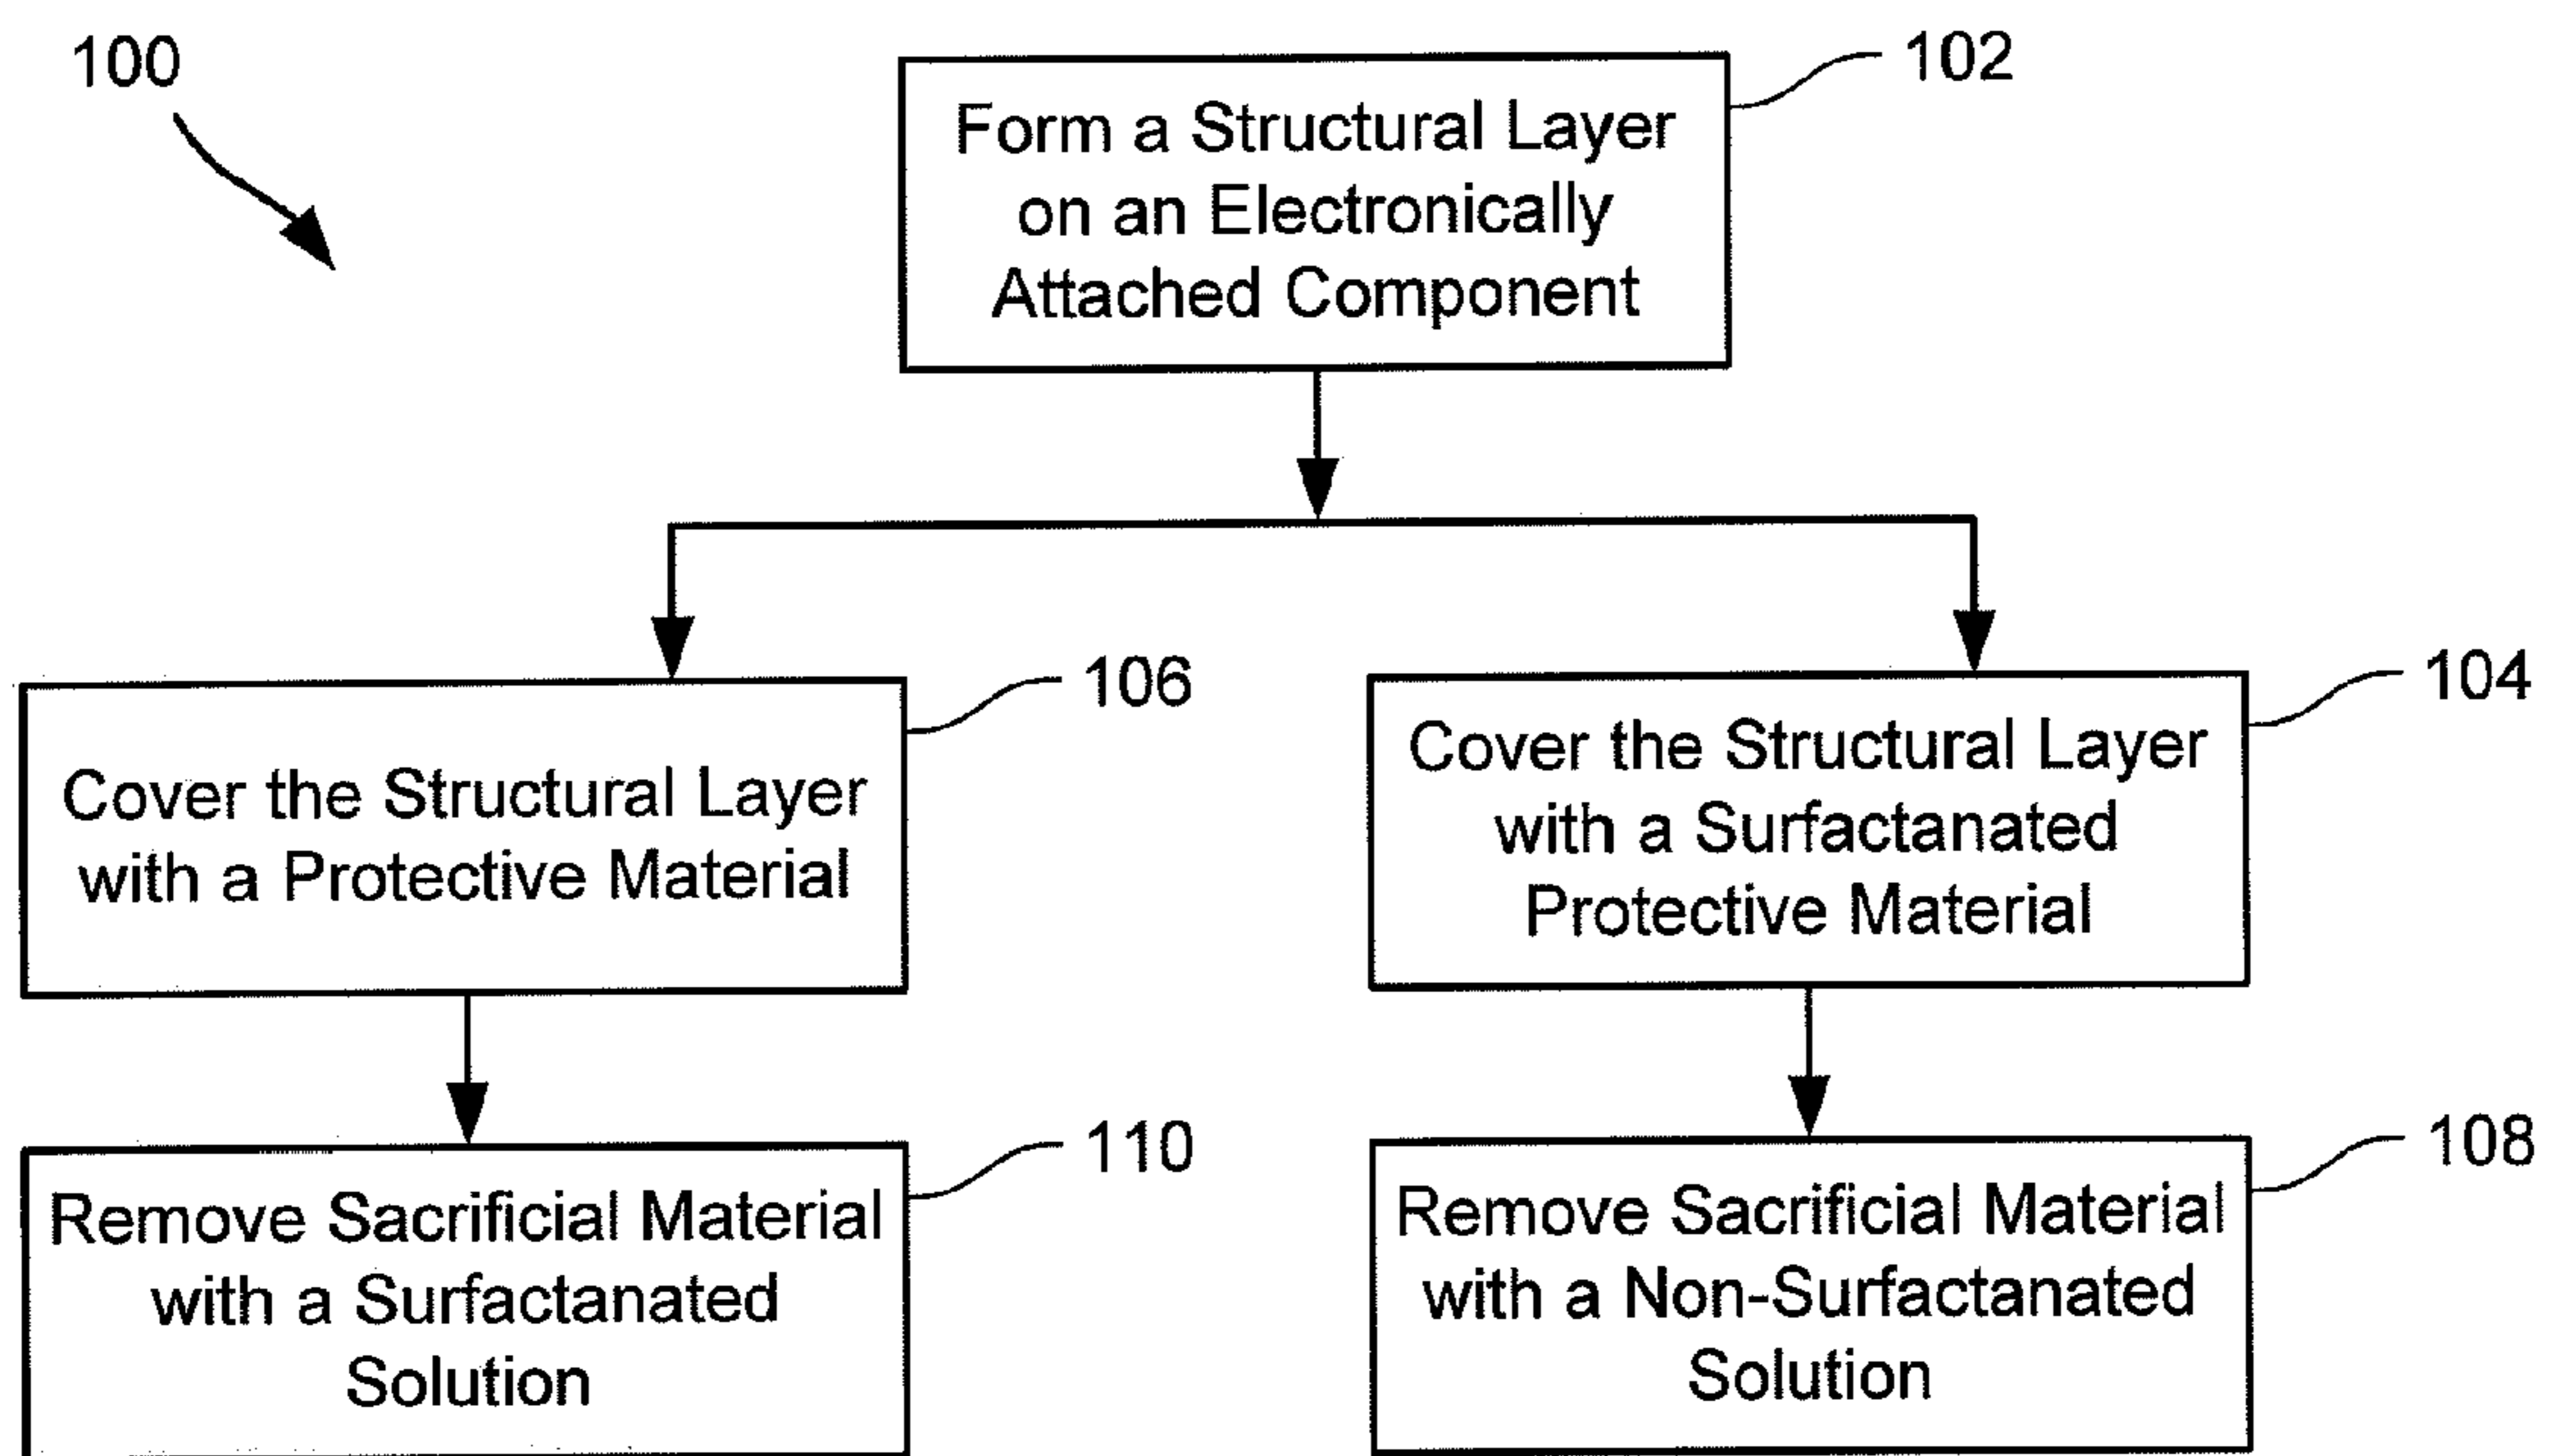 100
102
Form a Structural Layer
on an Electronically
Attached Component
106
Cover the Structural Layer
with a Protective Material
104
Cover the Structural Layer
with a Surfactanated
Protective Material
110
Remove Sacrificial Material
with a Surfactanated
Solution
108
Remove Sacrificial Material
with a Non-Surfactanated
Solution